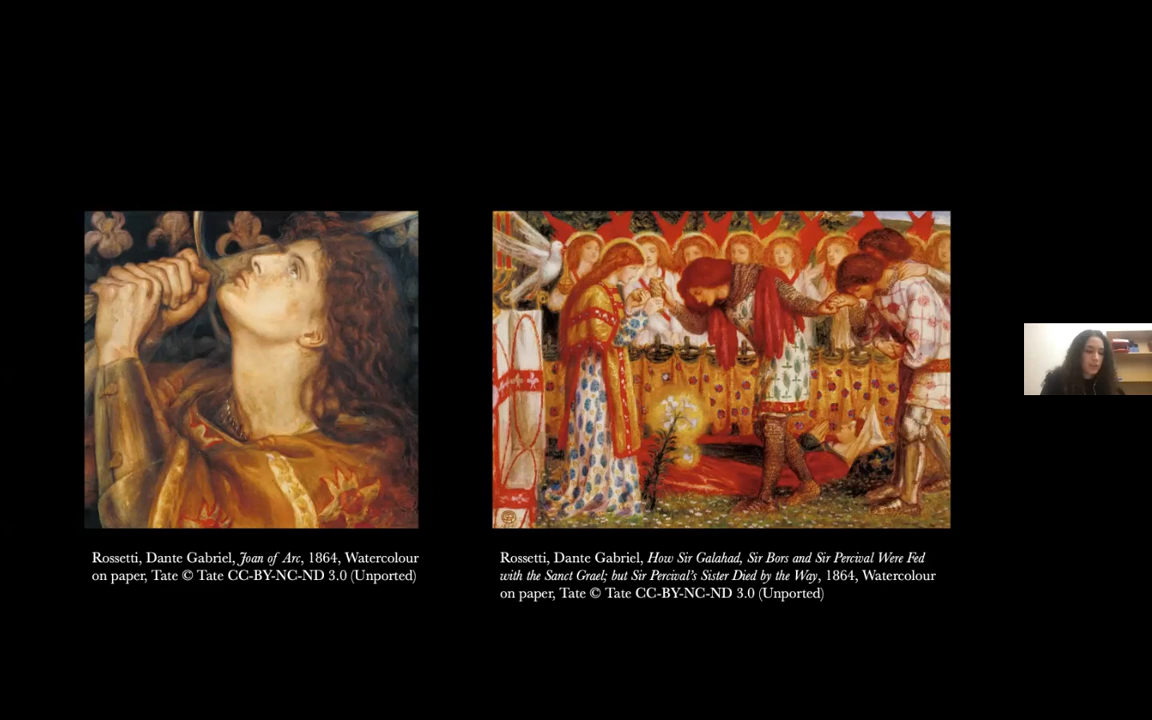 Rossetti, Dante Gabriel, Joan of Arc, 1864, Watercolour
on paper, Tate © Tate CC-BY-NC-ND 3.0 (Unported)
Rossetti, Dante Gabriel, How Sir Galahad, Sir Bors and Sir Percival Were Fed
with the Sanct Grael; but Sir Percival's Sister Died by the Way, 1864, Watercolour
on paper, Tate © Tate CC-BY-NC-ND 3.0 (Unported)